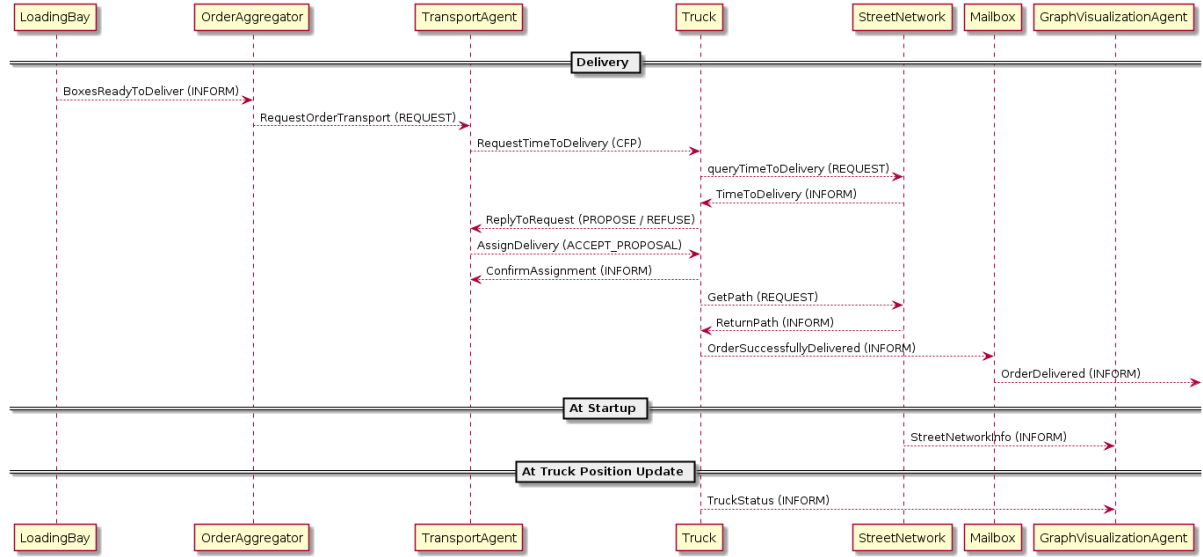 LoadingBay OrderAggregator TransportAgent Truck StreetNetwork Mailbox GraphVisualizationAgent
Delivery
BoxesReadyToDeliver (INFORM)
RequestOrderTransport (REQUEST)
RequestTimeToDelivery (CFP)
queryTimeToDelivery (REQUEST)
TimeToDelivery (INFORM)
ReplyToRequest (PROPOSE / REFUSE)
AssignDelivery (ACCEPT_PROPOSAL)
ConfirmAssignment (INFORM)
GetPath (REQUEST)
ReturnPath (INFORM)
OrderSuccessfullyDelivered (INFORM)
OrderDelivered (INFORM)
At Startup
StreetNetworkInfo (INFORM)
At Truck Position Update
TruckStatus (INFORM)
LoadingBay OrderAggregator TransportAgent Truck StreetNetwork Mailbox GraphVisualizationAgent